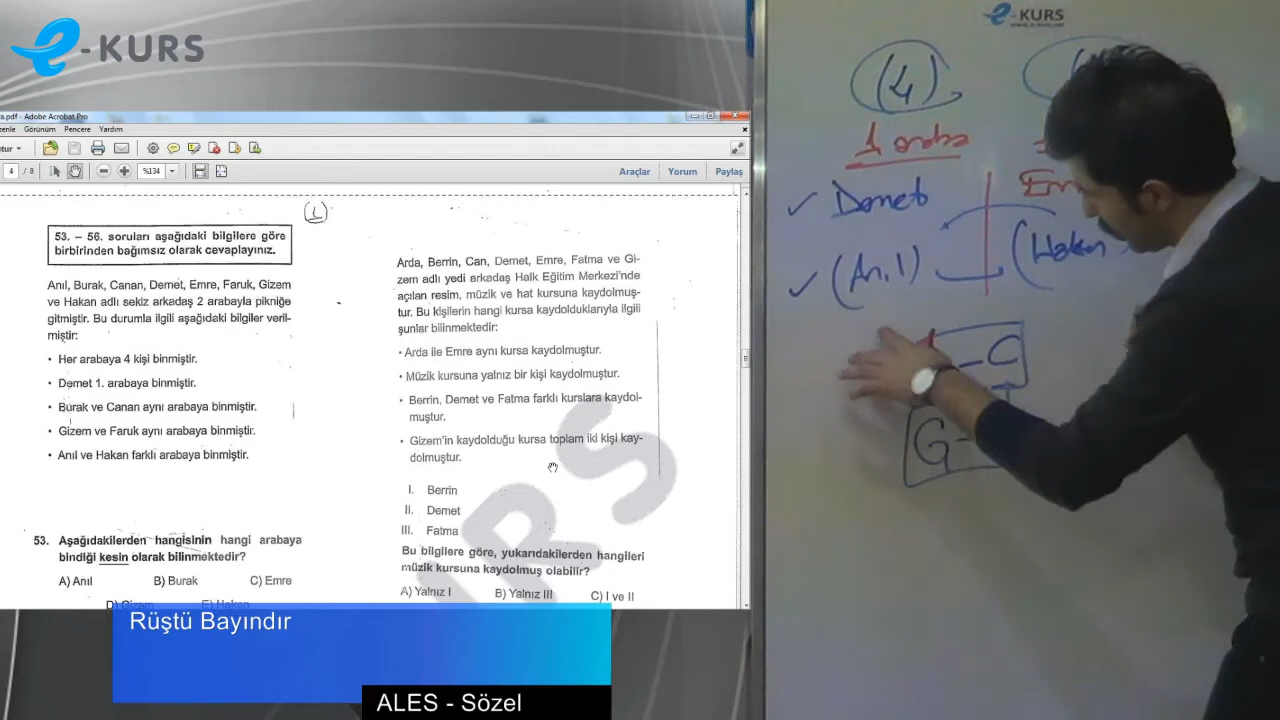 e-KURS
a.pdf - Adobe Acrobat Pro
Görünüm Pencere Yardım
4 / 8 %134 Araçlar Yorum Paylaş
53. – 56. soruları aşağıdaki bilgilere göre
birbirinden bağımsız olarak cevaplayınız.
Anıl, Burak, Canan, Demet, Emre, Faruk, Gizem
ve Hakan adlı sekiz arkadaş 2 arabayla pikniğe
gitmiştir. Bu durumla ilgili aşağıdaki bilgiler veril-
miştir:
• Her arabaya 4 kişi binmiştir.
• Demet 1. arabaya binmiştir.
• Burak ve Canan aynı arabaya binmiştir.
• Gizem ve Faruk aynı arabaya binmiştir.
• Anıl ve Hakan farklı arabaya binmiştir.
53. Aşağıdakilerden hangisinin hangi arabaya
bindiği kesin olarak bilinmektedir?
A) Anıl B) Burak C) Emre
D) Gizem E) Hakan
Arda, Berrin, Can, Demet, Emre, Fatma ve Gi-
zem adlı yedi arkadaş Halk Eğitim Merkezi'nde
açılan resim, müzik ve hat kursuna kaydolmuş-
tur. Bu kişilerin hangi kursa kaydolduklarıyla ilgili
şunlar bilinmektedir:
• Arda ile Emre aynı kursa kaydolmuştur.
• Müzik kursuna yalnız bir kişi kaydolmuştur.
• Berrin, Demet ve Fatma farklı kurslara kaydol-
muştur.
• Gizem'in kaydolduğu kursa toplam iki kişi kay-
dolmuştur.
I. Berrin
II. Demet
III. Fatma
Bu bilgilere göre, yukarıdakilerden hangileri
müzik kursuna kaydolmuş olabilir?
A) Yalnız I B) Yalnız III C) I ve II
Rüştü Bayındır
ALES - Sözel
e-KURS
(4)
1 araba
Demet
(Anıl)
(Hakan
C
G